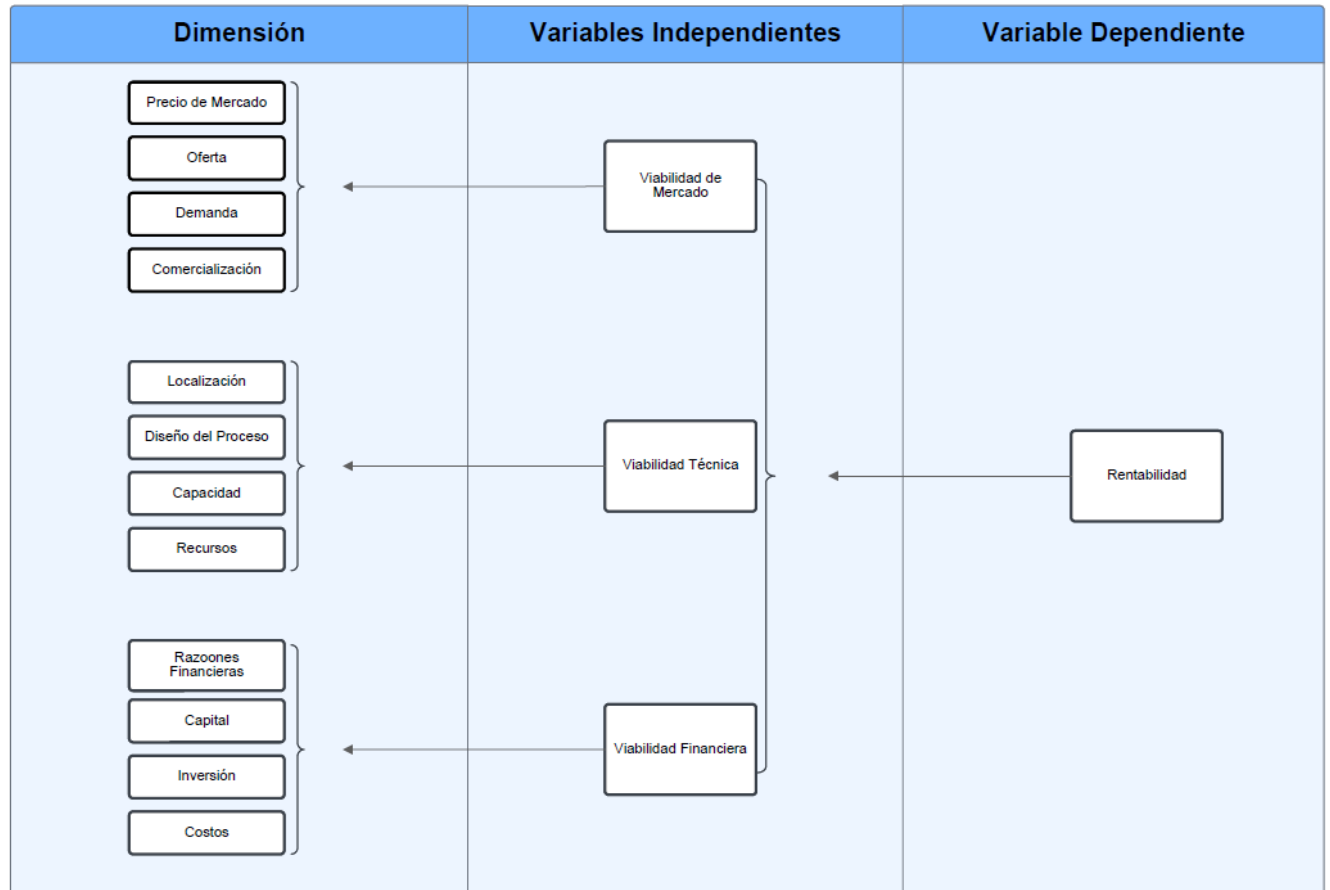 Dimensión
Variables Independientes
Variable Dependiente
Precio de Mercado
Oferta
Demanda
Comercialización
Viabilidad de
Mercado
Localización
Diseño del Proceso
Capacidad
Recursos
Viabilidad Técnica
Rentabilidad
Razoones
Financieras
Capital
Inversión
Costos
Viabilidad Financiera